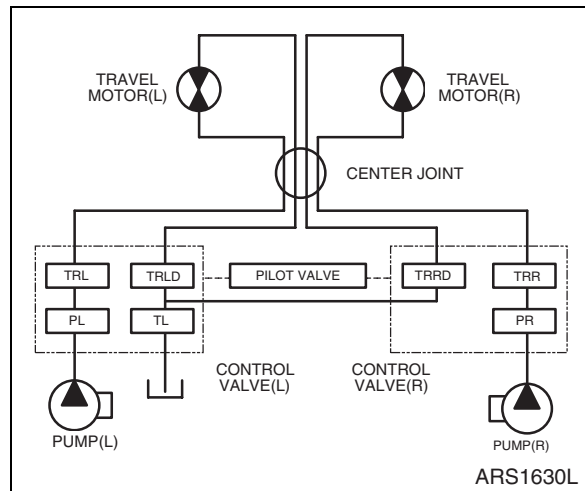 TRAVEL
MOTOR(L)
TRAVEL
MOTOR(R)
CENTER JOINT
TRL
TRLD
PILOT VALVE
TRRD
TRR
PL
TL
PR
CONTROL
VALVE(L)
CONTROL
VALVE(R)
PUMP(L)
PUMP(R)
ARS1630L